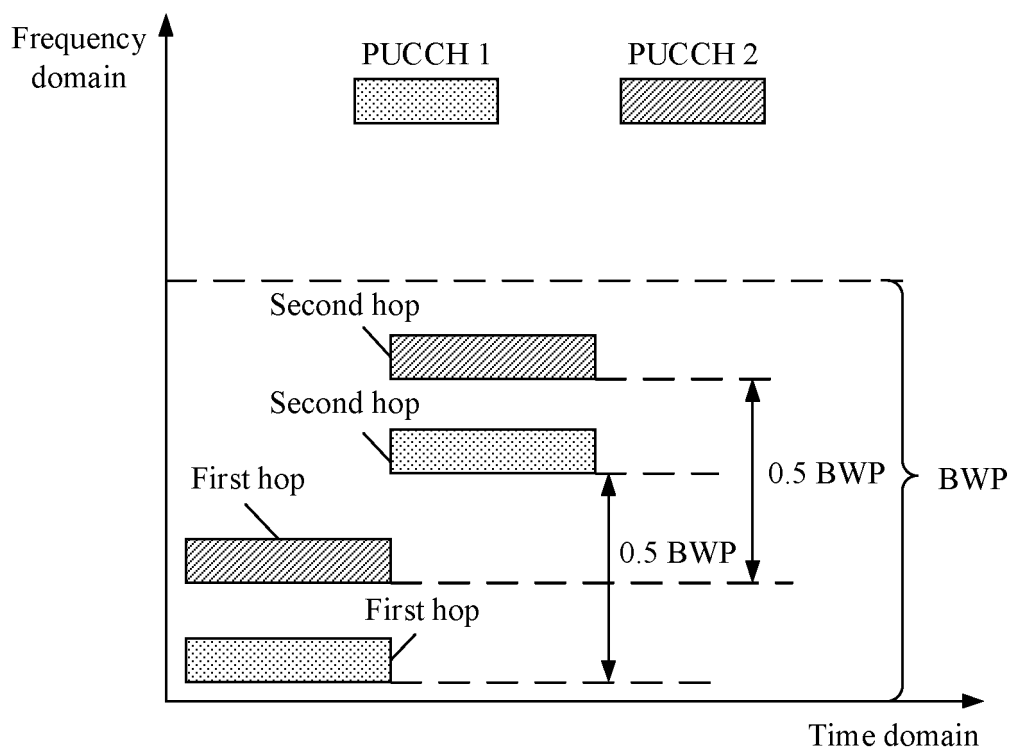 Frequency
domain
PUCCH 1
PUCCH 2
Second hop
Second hop
First hop
0.5 BWP
BWP
0.5 BWP
First hop
Time domain